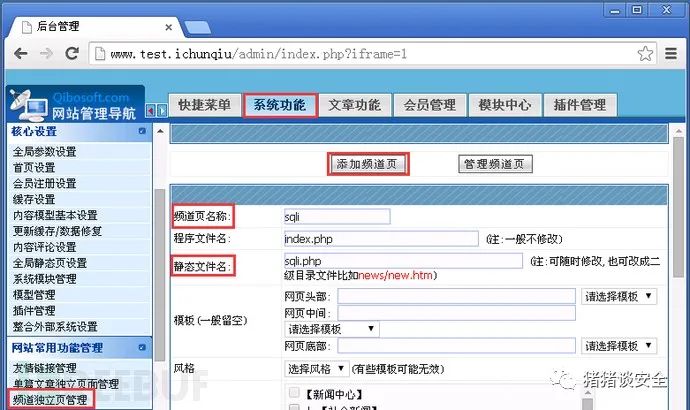 后台管理
www.test.ichunqiu/admin/index.php?iframe=1
Qibosoft.com
网站管理导航
快捷菜单 系统功能 文章功能 会员管理 模块中心 插件管理
核心设置
全局参数设置
首页设置
会员注册设置
缓存设置
内容模型基本设置
更新缓存/数据修复
内容评论设置
全局静态页设置
系统模块管理
模型管理
插件管理
整合外部系统设置
网站常用功能管理
友情链接管理
单篇文章独立页面管理
频道独立页管理
添加频道页 管理频道页
频道页名称: sqli
程序文件名: index.php (注:一般不修改)
静态文件名: sqli.php (注:可随时修改,也可改成二
级目录文件比如news/new.htm)
模板(一般留空)
网页头部: 请选择模板
网页中间:
请选择模板
网页底部: 请选择模板
风格 选择风格 (有些模板可能无效)
【新闻中心】
猪猪谈安全